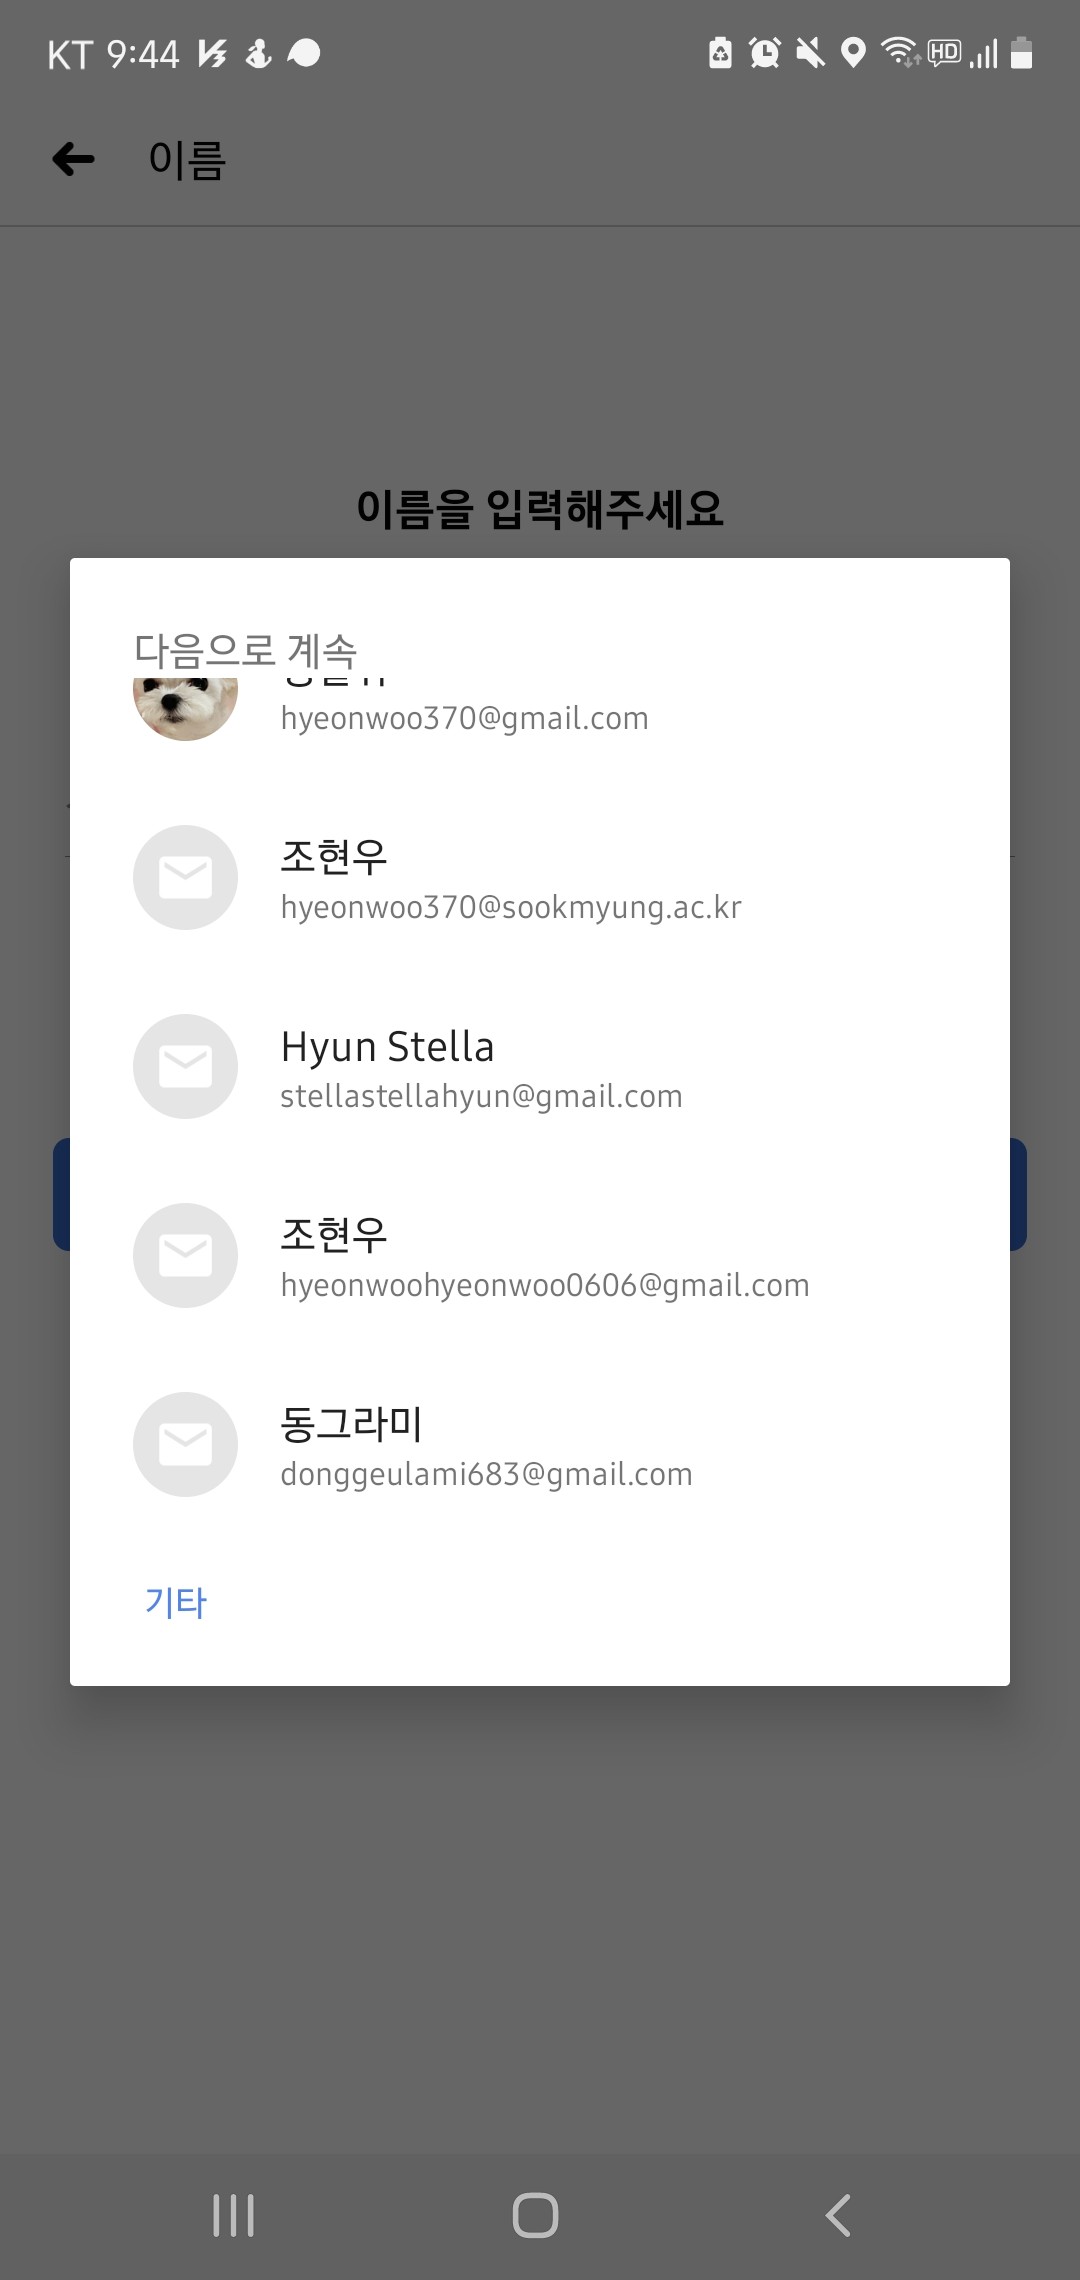 KT 9:44
HD
이름
이름을 입력해주세요
다음으로 계속
hyeonwoo370@gmail.com
조현우
hyeonwoo370@sookmyung.ac.kr
Hyun Stella
stellastellahyun@gmail.com
조현우
hyeonwoohyeonwoo0606@gmail.com
동그라미
donggeulami683@gmail.com
기타